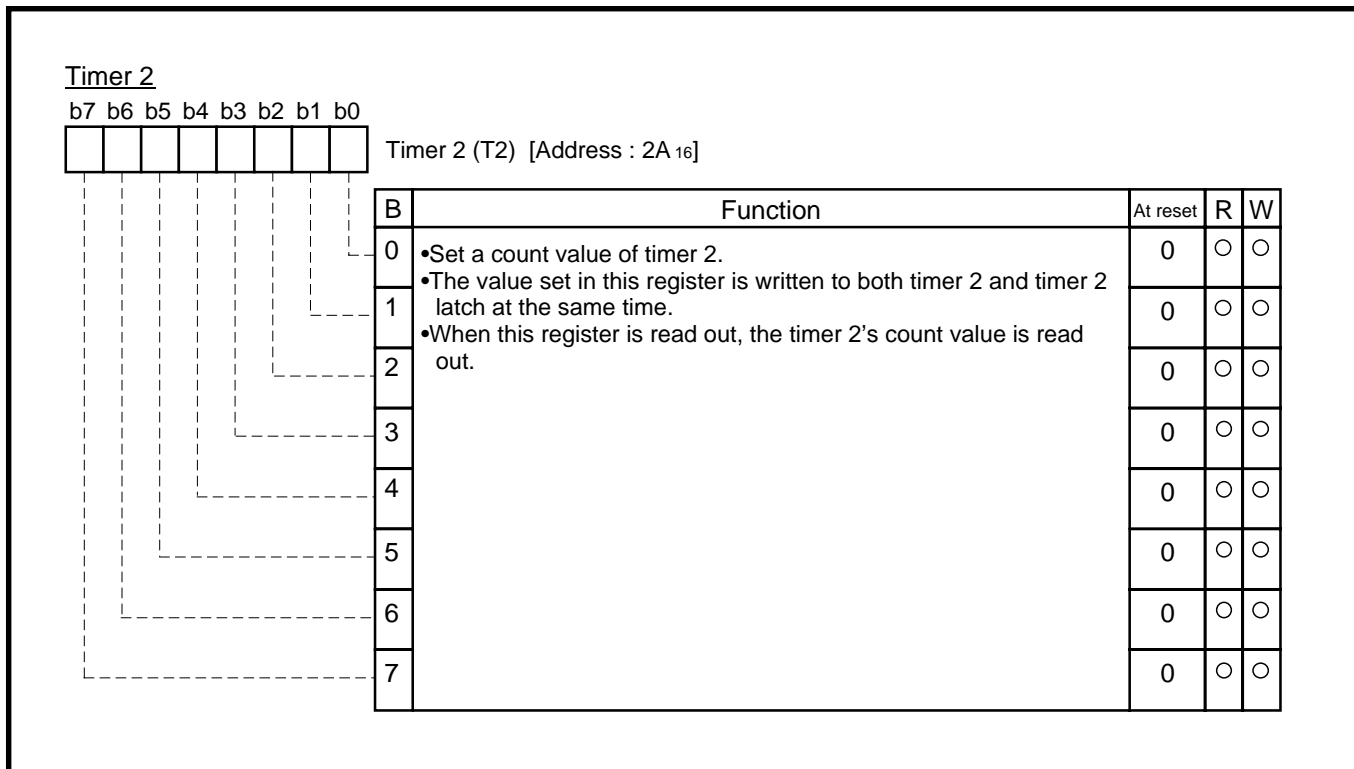 Timer 2
b7 b6 b5 b4 b3 b2 b1 b0
Timer 2 (T2) [Address : 2A 16]
B Function At reset R W
0 •Set a count value of timer 2. 0 ○ ○
•The value set in this register is written to both timer 2 and timer 2
1 latch at the same time. 0 ○ ○
•When this register is read out, the timer 2’s count value is read
2 out. 0 ○ ○
3 0 ○ ○
4 0 ○ ○
5 0 ○ ○
6 0 ○ ○
7 0 ○ ○